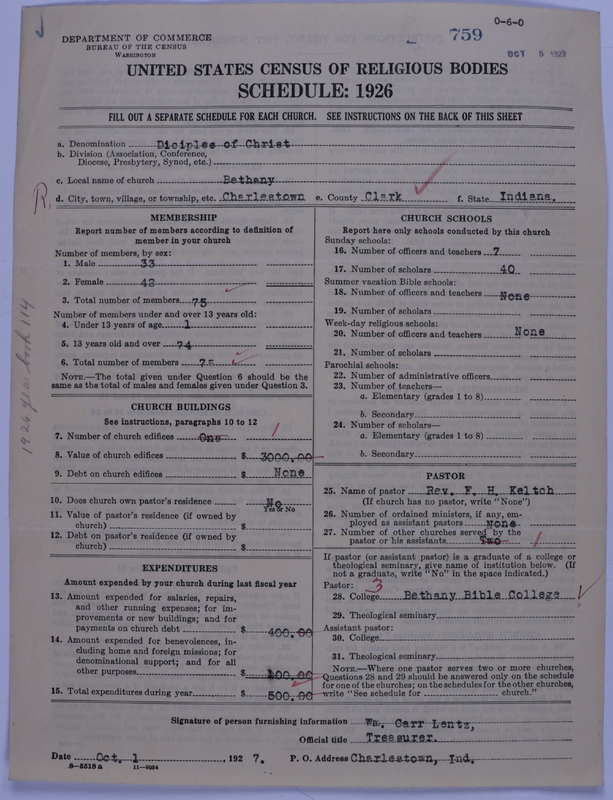 0-6-0
DEPARTMENT OF COMMERCE
BUREAU OF THE CENSUS
WASHINGTON
759
OCT 5 1927
UNITED STATES CENSUS OF RELIGIOUS BODIES
SCHEDULE: 1926
FILL OUT A SEPARATE SCHEDULE FOR EACH CHURCH. SEE INSTRUCTIONS ON THE BACK OF THIS SHEET
a. Denomination Diciples of Christ
b. Division (Association, Conference,
Diocese, Presbytery, Synod, etc.)
c. Local name of church Bethany
R.
d. City, town, village, or township, etc. Charlestown e. County Clark f. State Indiana.
MEMBERSHIP
Report number of members according to definition of
member in your church
Number of members, by sex:
1. Male 33
2. Female 42
3. Total number of members 75
Number of members under and over 13 years old:
4. Under 13 years of age 1
5. 13 years old and over 74
6. Total number of members 75
NOTE.—The total given under Question 6 should be the
same as the total of males and females given under Question 3.
1926 year book 114
CHURCH BUILDINGS
See instructions, paragraphs 10 to 12
7. Number of church edifices One 1
8. Value of church edifices $ 3000.00
9. Debt on church edifices $ None
10. Does church own pastor's residence No
Yes or No
11. Value of pastor's residence (if owned by
church) $
12. Debt on pastor's residence (if owned by
church) $
EXPENDITURES
Amount expended by your church during last fiscal year
13. Amount expended for salaries, repairs,
and other running expenses; for im-
provements or new buildings; and for
payments on church debt $ 400.00
14. Amount expended for benevolences, in-
cluding home and foreign missions; for
denominational support; and for all
other purposes $ 100.00
15. Total expenditures during year $ 500.00
CHURCH SCHOOLS
Report here only schools conducted by this church
Sunday schools:
16. Number of officers and teachers 7
17. Number of scholars 40
Summer vacation Bible schools:
18. Number of officers and teachers None
19. Number of scholars
Week-day religious schools:
20. Number of officers and teachers None
21. Number of scholars
Parochial schools:
22. Number of administrative officers
23. Number of teachers—
a. Elementary (grades 1 to 8)
b. Secondary
24. Number of scholars—
a. Elementary (grades 1 to 8)
b. Secondary
PASTOR
25. Name of pastor Rev. F. H. Keltch
(If church has no pastor, write "None")
26. Number of ordained ministers, if any, em-
ployed as assistant pastors None
27. Number of other churches served by the
pastor or his assistants Two 1
If pastor (or assistant pastor) is a graduate of a college or
theological seminary, give name of institution below. (If
not a graduate, write "No" in the space indicated.)
Pastor: 3
28. College Bethany Bible College
29. Theological seminary
Assistant pastor:
30. College
31. Theological seminary
NOTE.—Where one pastor serves two or more churches,
Questions 28 and 29 should be answered only on the schedule
for one of the churches; on the schedules for the other churches,
write "See schedule for church."
Signature of person furnishing information Wm. Carr Lentz,
Official title Treasurer.
Date Oct. 1, 1927. P. O. Address Charlestown, Ind.
8-5518a 11-9024